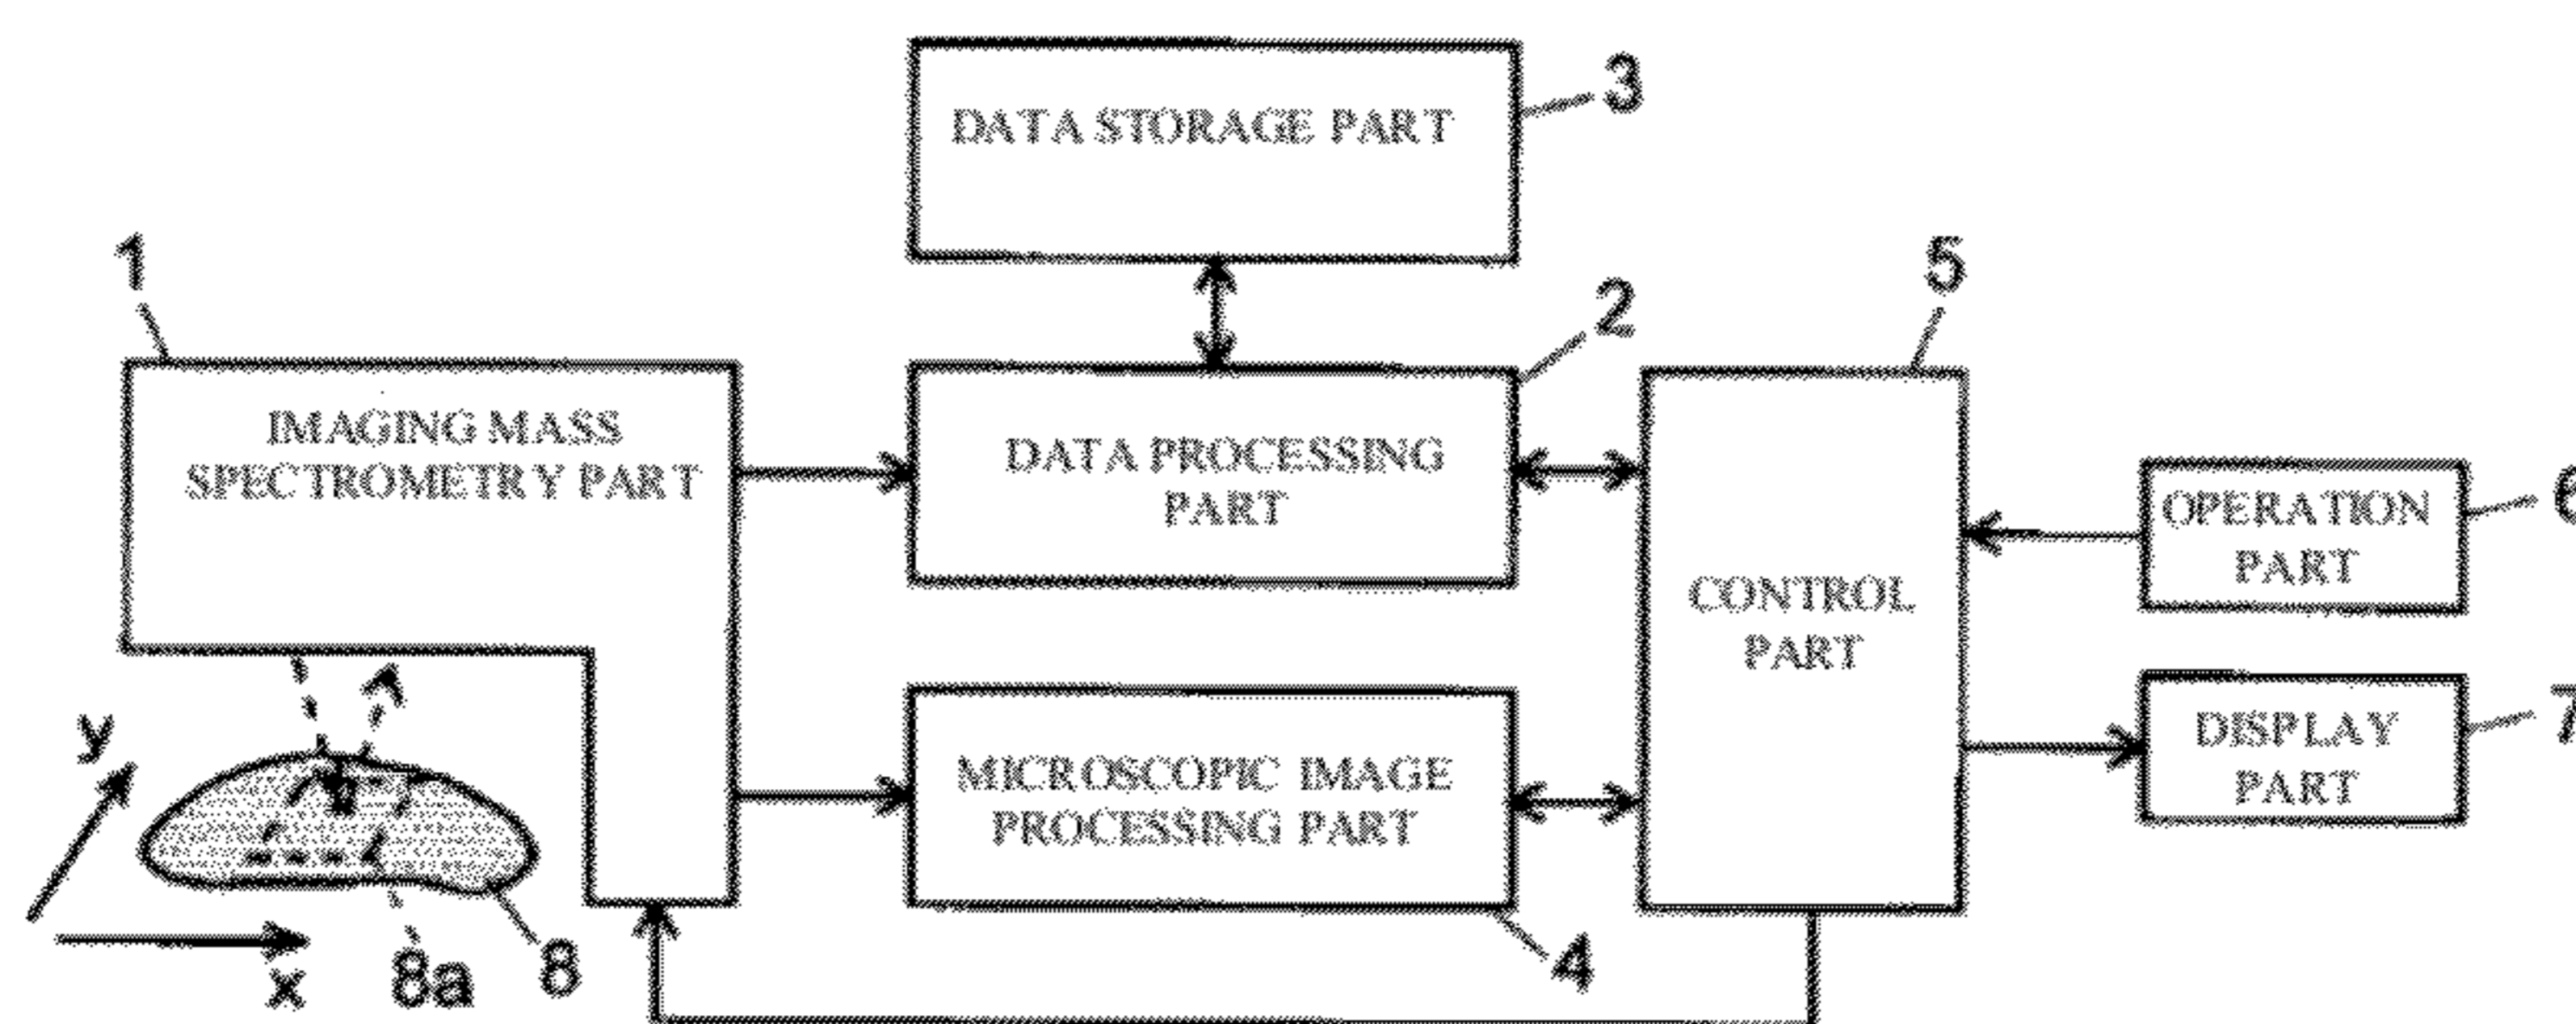 DATA STORAGE PART
3
1
5
2
IMAGING MASS
SPECTROMETRY PART
DATA PROCESSING
PART
6
OPERATION
PART
CONTROL
PART
7
DISPLAY
PART
y
MICROSCOPIC IMAGE
PROCESSING PART
x
8a
8
4